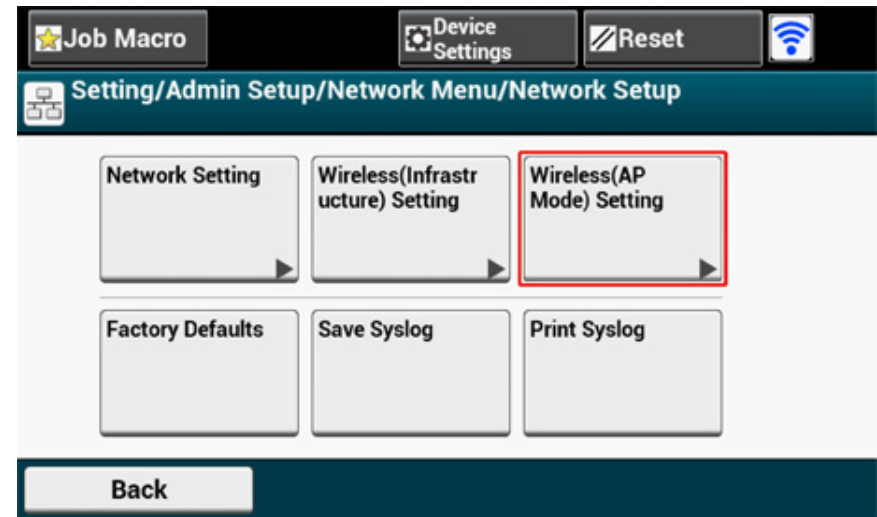 Job Macro
Device
Settings
Reset
Setting/Admin Setup/Network Menu/Network Setup
Network Setting
Wireless(Infrastr
ucture) Setting
Wireless(AP
Mode) Setting
Factory Defaults
Save Syslog
Print Syslog
Back